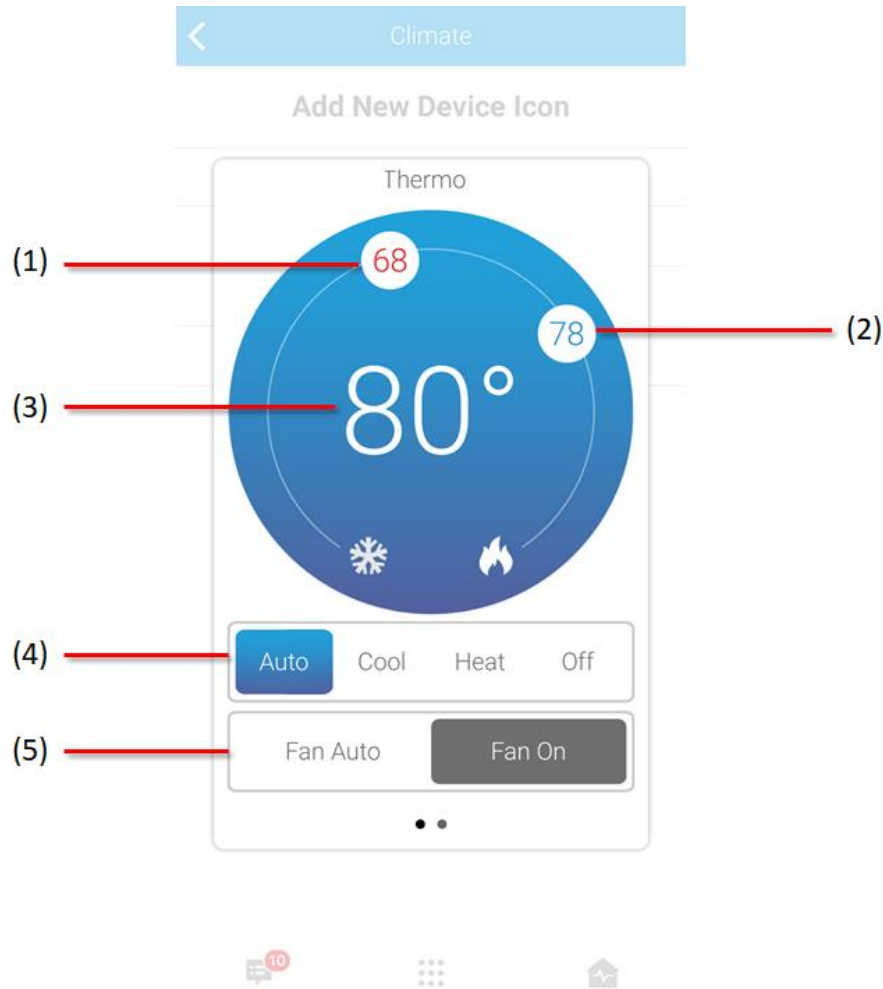 Climate
Add New Device Icon
Thermo
(1)
68
78
(2)
(3)
80°
(4)
Auto Cool Heat Off
(5)
Fan Auto Fan On
10